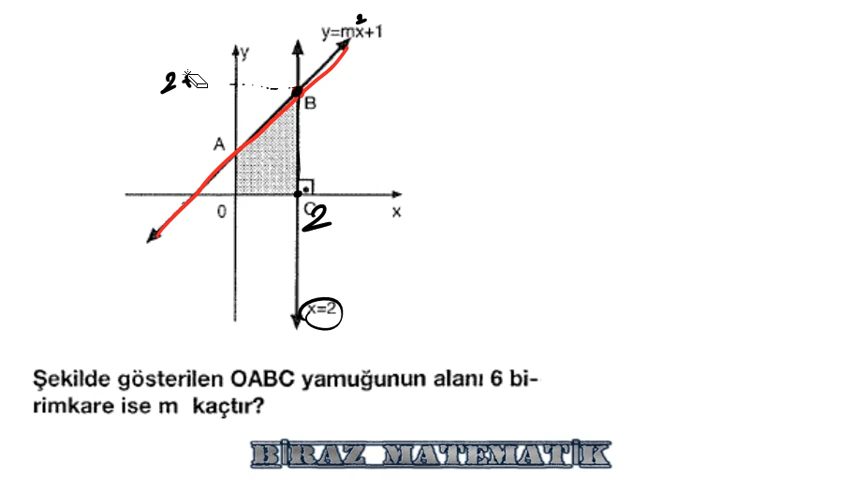 2
y=mx+1
y
2
B
A
0
C
2
x
x=2
Şekilde gösterilen OABC yamuğunun alanı 6 bi-
rimkare ise m kaçtır?
BİRAZ MATEMATİK